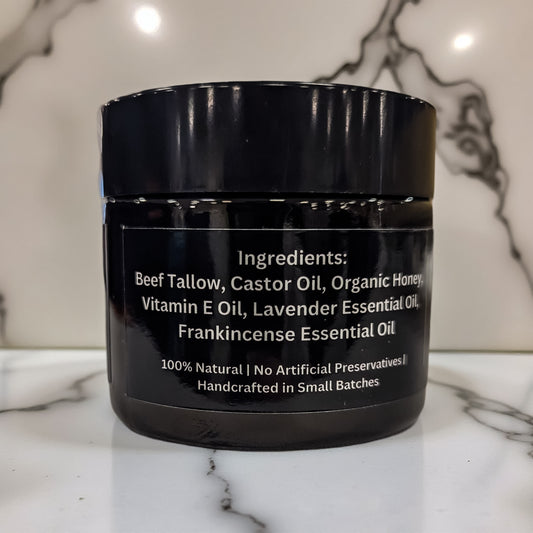 Ingredients:
Beef Tallow, Castor Oil, Organic Honey,
Vitamin E Oil, Lavender Essential Oil,
Frankincense Essential Oil
100% Natural | No Artificial Preservatives |
Handcrafted in Small Batches